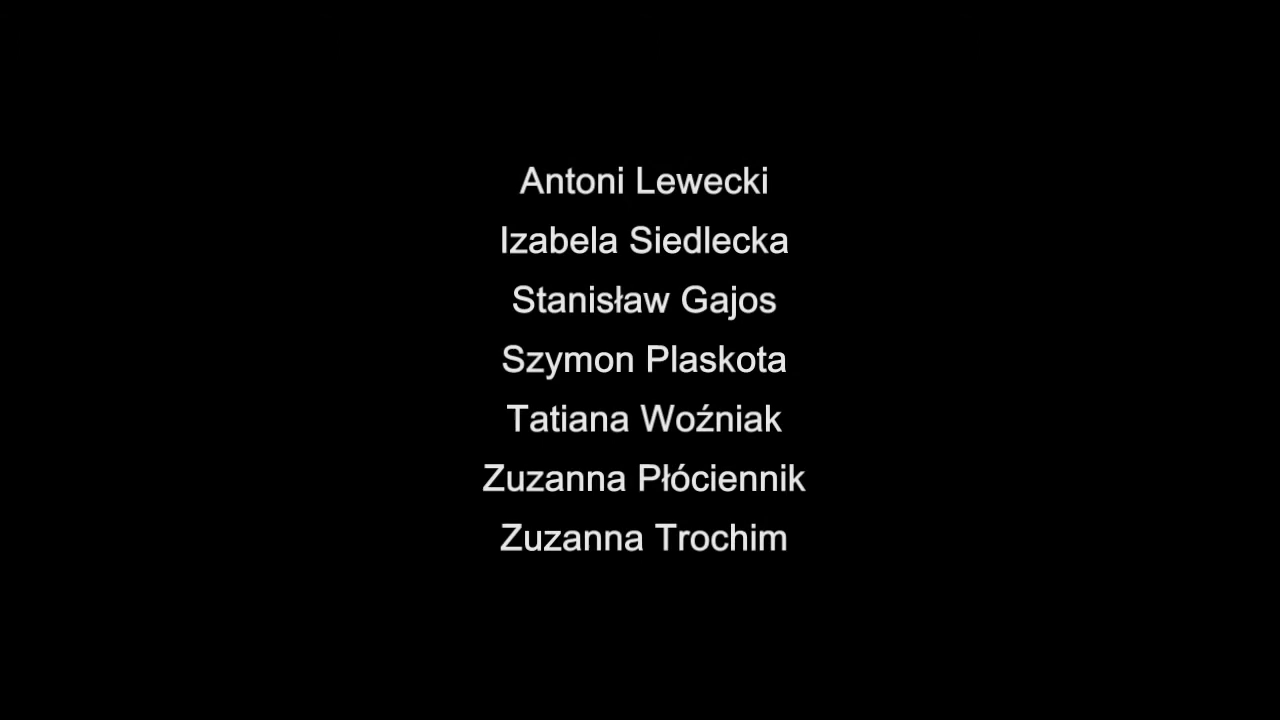 Antoni Lewecki
Izabela Siedlecka
Stanisław Gajos
Szymon Plaskota
Tatiana Woźniak
Zuzanna Płóciennik
Zuzanna Trochim